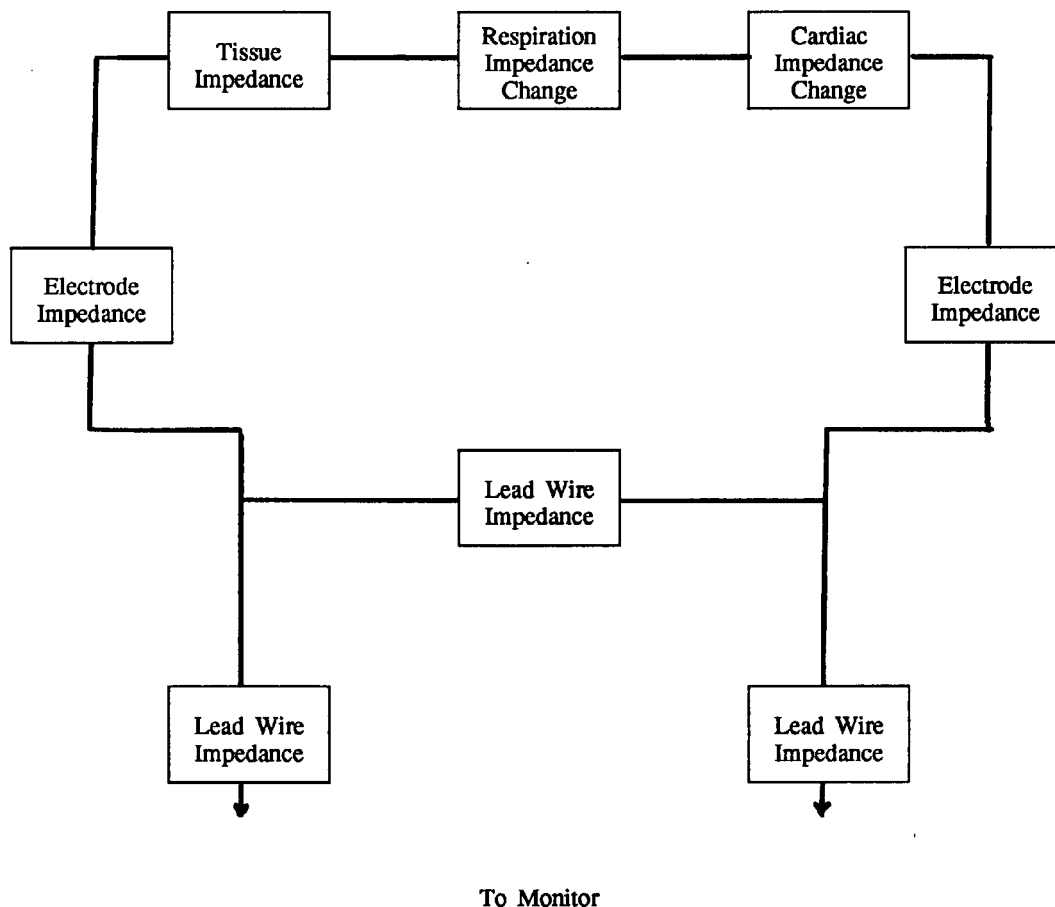 Tissue
Impedance
Respiration
Impedance
Change
Cardiac
Impedance
Change
Electrode
Impedance
Electrode
Impedance
Lead Wire
Impedance
Lead Wire
Impedance
Lead Wire
Impedance
To Monitor